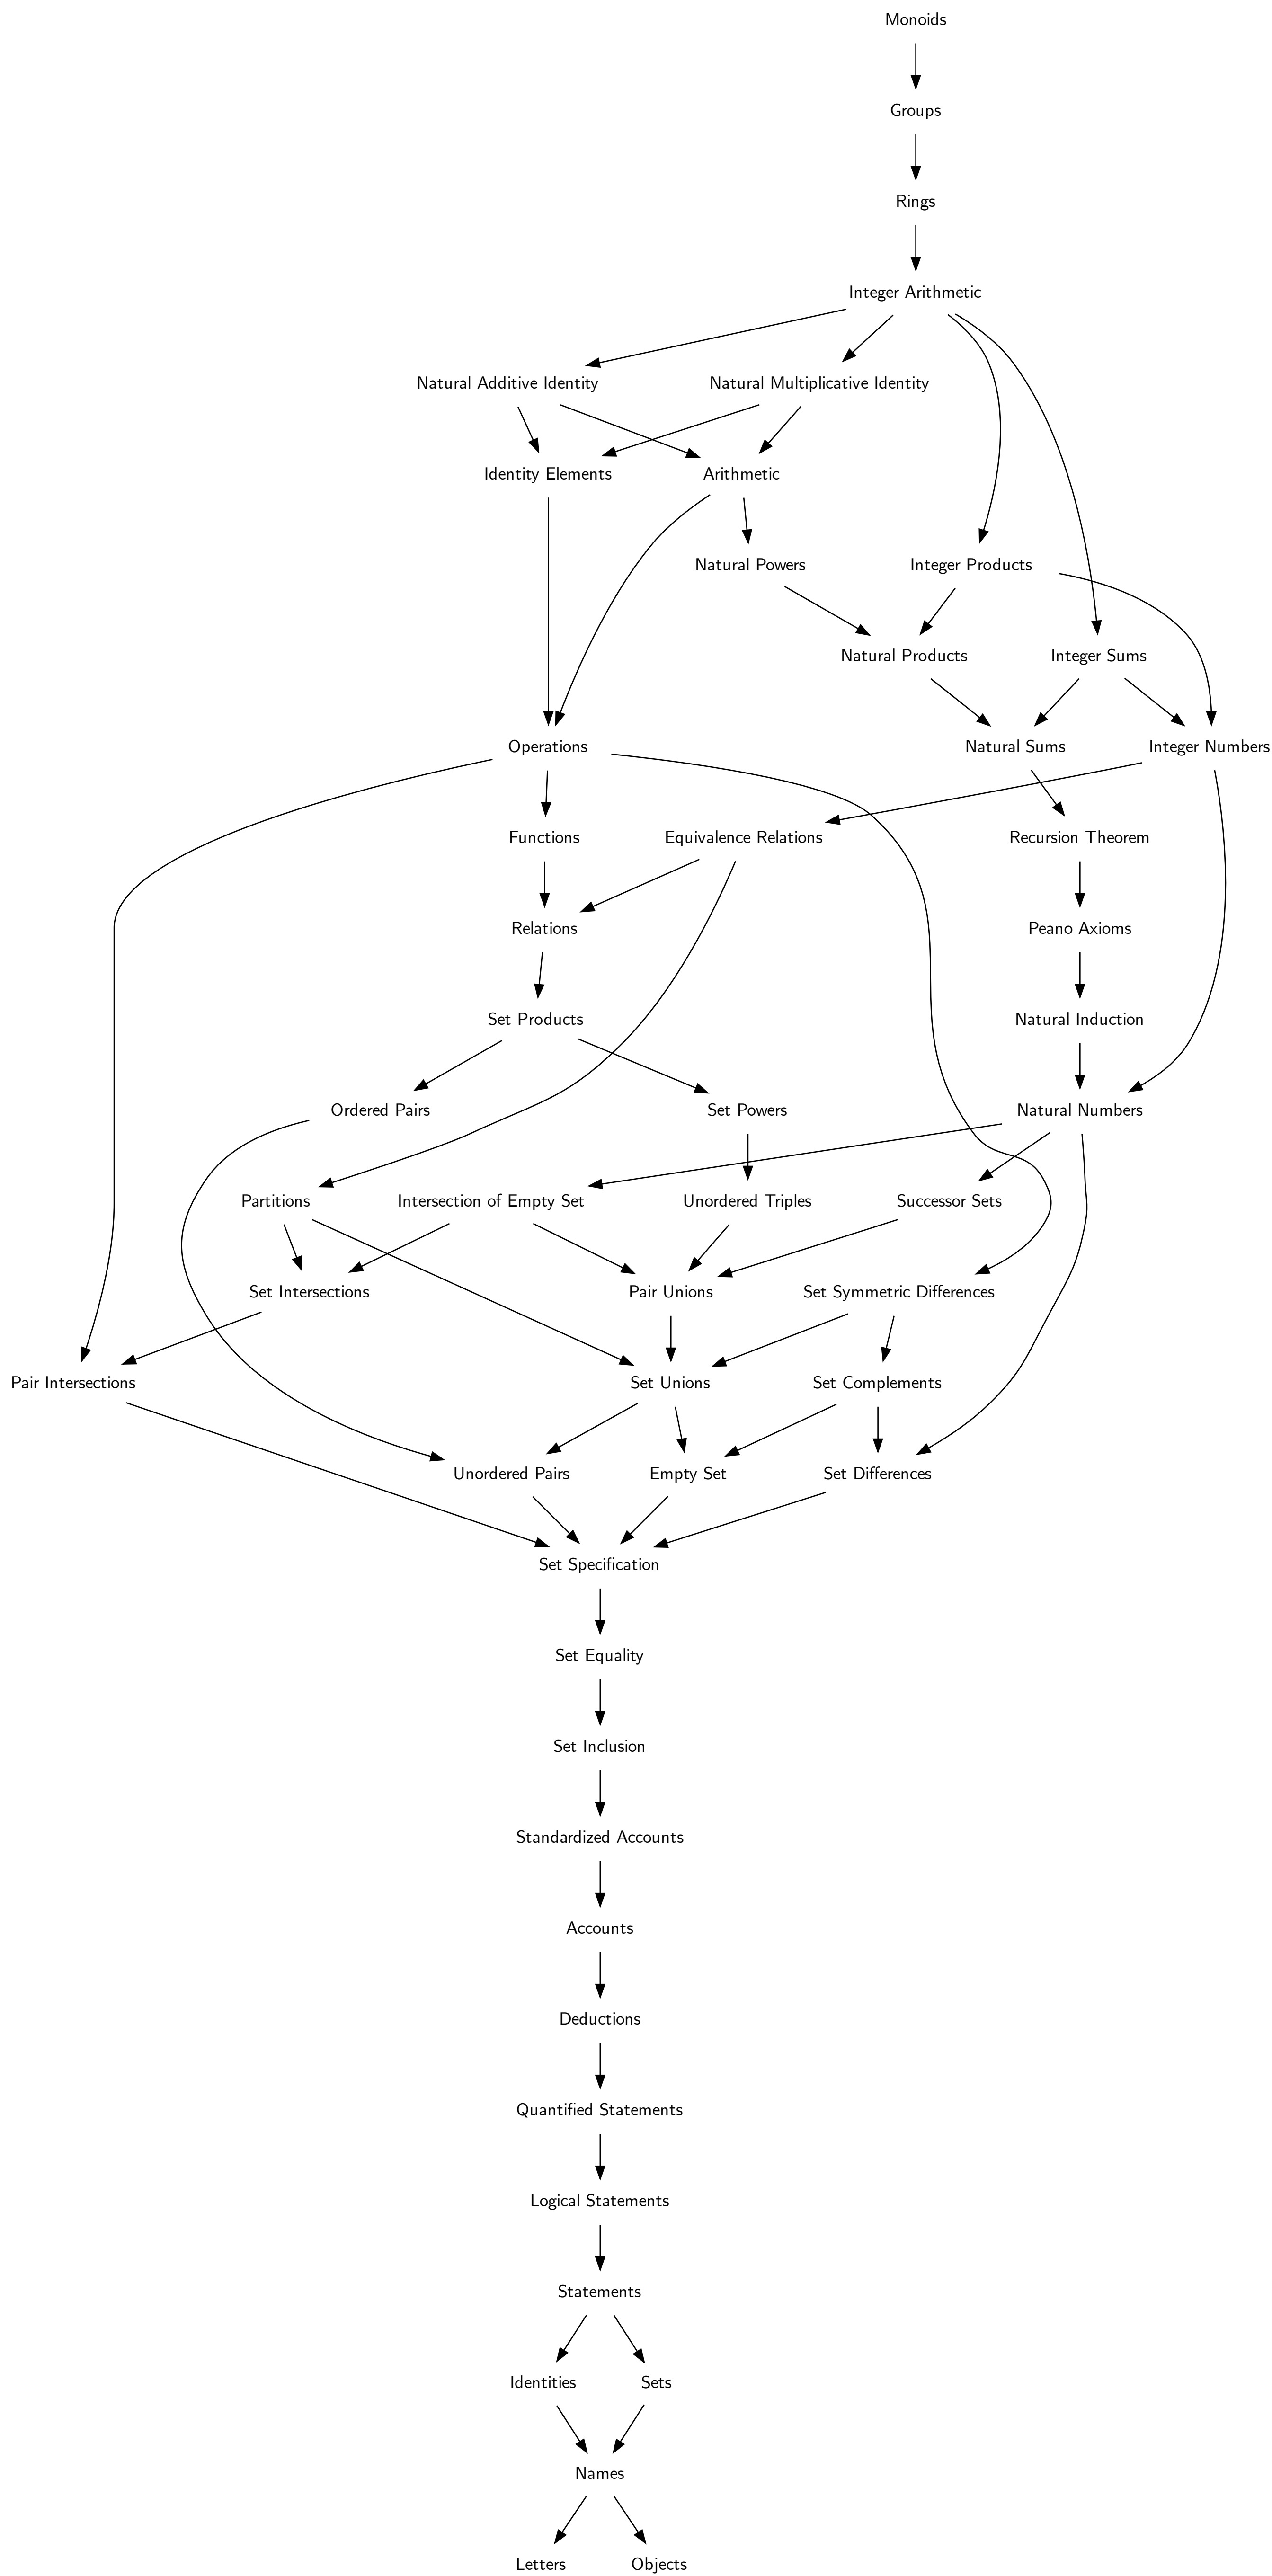 Monoids
Groups
Rings
Integer Arithmetic
Natural Additive Identity
Natural Multiplicative Identity
Identity Elements
Arithmetic
Natural Powers
Integer Products
Natural Products
Integer Sums
Operations
Natural Sums
Integer Numbers
Functions
Equivalence Relations
Recursion Theorem
Relations
Peano Axioms
Set Products
Natural Induction
Ordered Pairs
Set Powers
Natural Numbers
Partitions
Intersection of Empty Set
Unordered Triples
Successor Sets
Set Intersections
Pair Unions
Set Symmetric Differences
Pair Intersections
Set Unions
Set Complements
Unordered Pairs
Empty Set
Set Differences
Set Specification
Set Equality
Set Inclusion
Standardized Accounts
Accounts
Deductions
Quantified Statements
Logical Statements
Statements
Identities
Sets
Names
Letters
Objects